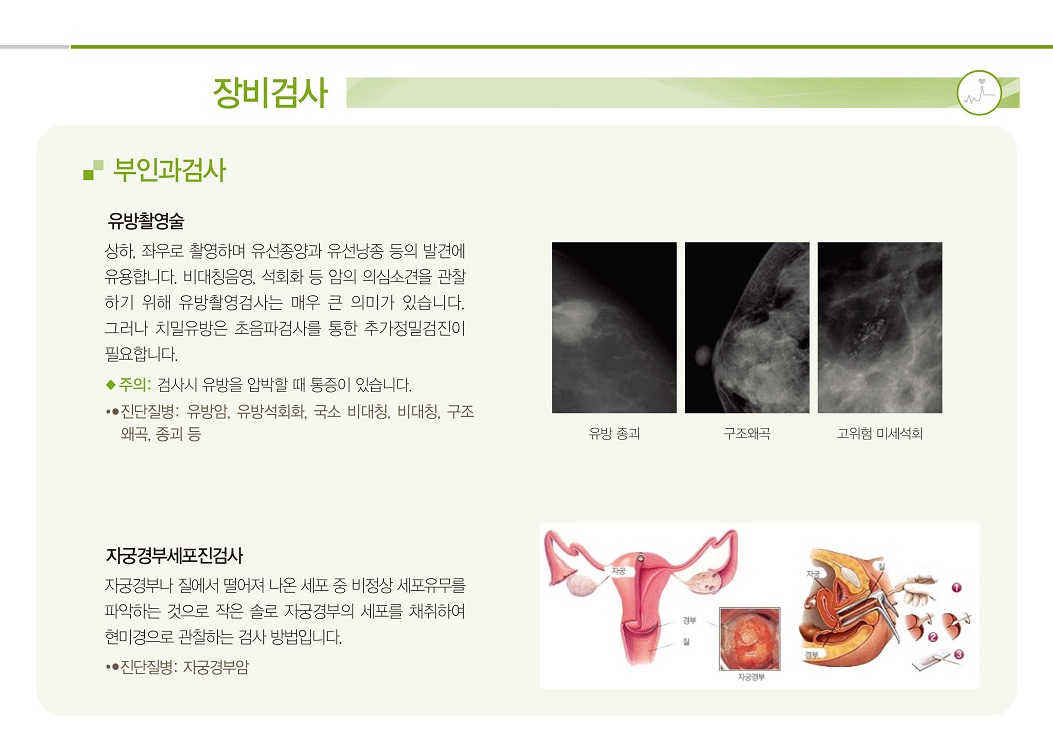 장비검사
부인과검사
유방촬영술
상하, 좌우로 촬영하며 유선종양과 유선낭종 등의 발견에
유용합니다. 비대칭음영, 석회화 등 암의 의심소견을 관찰
하기 위해 유방촬영검사는 매우 큰 의미가 있습니다.
그러나 치밀유방은 초음파검사를 통한 추가정밀검진이
필요합니다.
◆ 주의: 검사시 유방을 압박할 때 통증이 있습니다.
•●진단질병: 유방암, 유방석회화, 국소 비대칭, 비대칭, 구조
왜곡, 종괴 등
유방 종괴
구조왜곡
고위험 미세석회
자궁경부세포진검사
자궁경부나 질에서 떨어져 나온 세포 중 비정상 세포유무를
파악하는 것으로 작은 솔로 자궁경부의 세포를 채취하여
현미경으로 관찰하는 검사 방법입니다.
•●진단질병: 자궁경부암
자궁
경부
질
자궁경부
자궁
질
경부
1
2
3